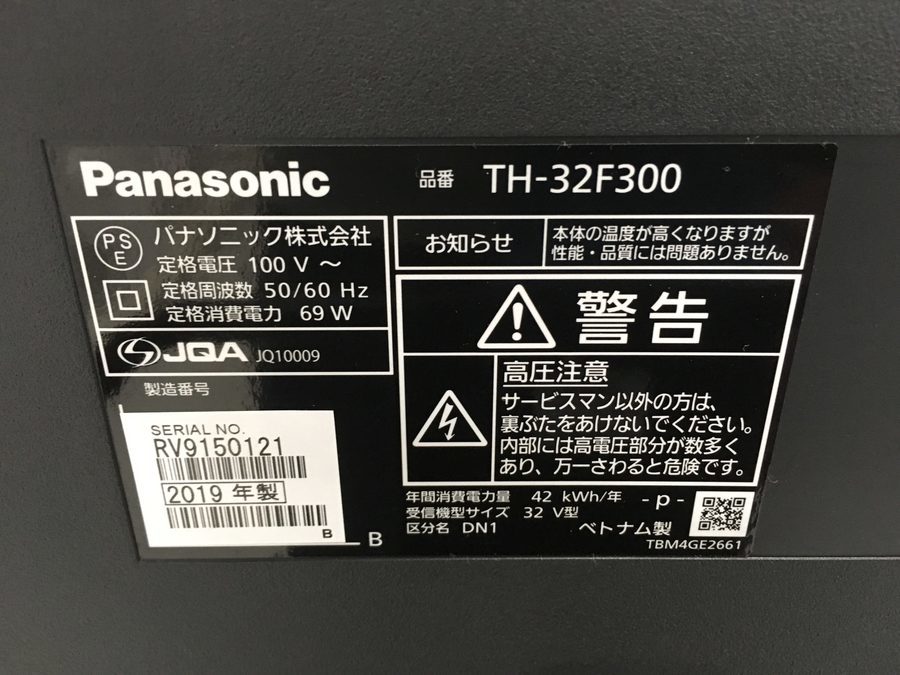 Panasonic
品番 TH-32F300
PS
E
パナソニック株式会社
定格電圧 100 V ～
定格周波数 50/60 Hz
定格消費電力 69 W
JQA JQ10009
製造番号
SERIAL NO.
RV9150121
2019 年製
B
B
お知らせ
本体の温度が高くなりますが
性能・品質には問題ありません。
警告
高圧注意
サービスマン以外の方は、
裏ぶたをあけないでください。
内部には高電圧部分が数多く
あり、万一さわると危険です。
年間消費電力量 42 kWh/年
受信機型サイズ 32 V型
区分名 DN1
- p -
ベトナム製
TBM4GE2661